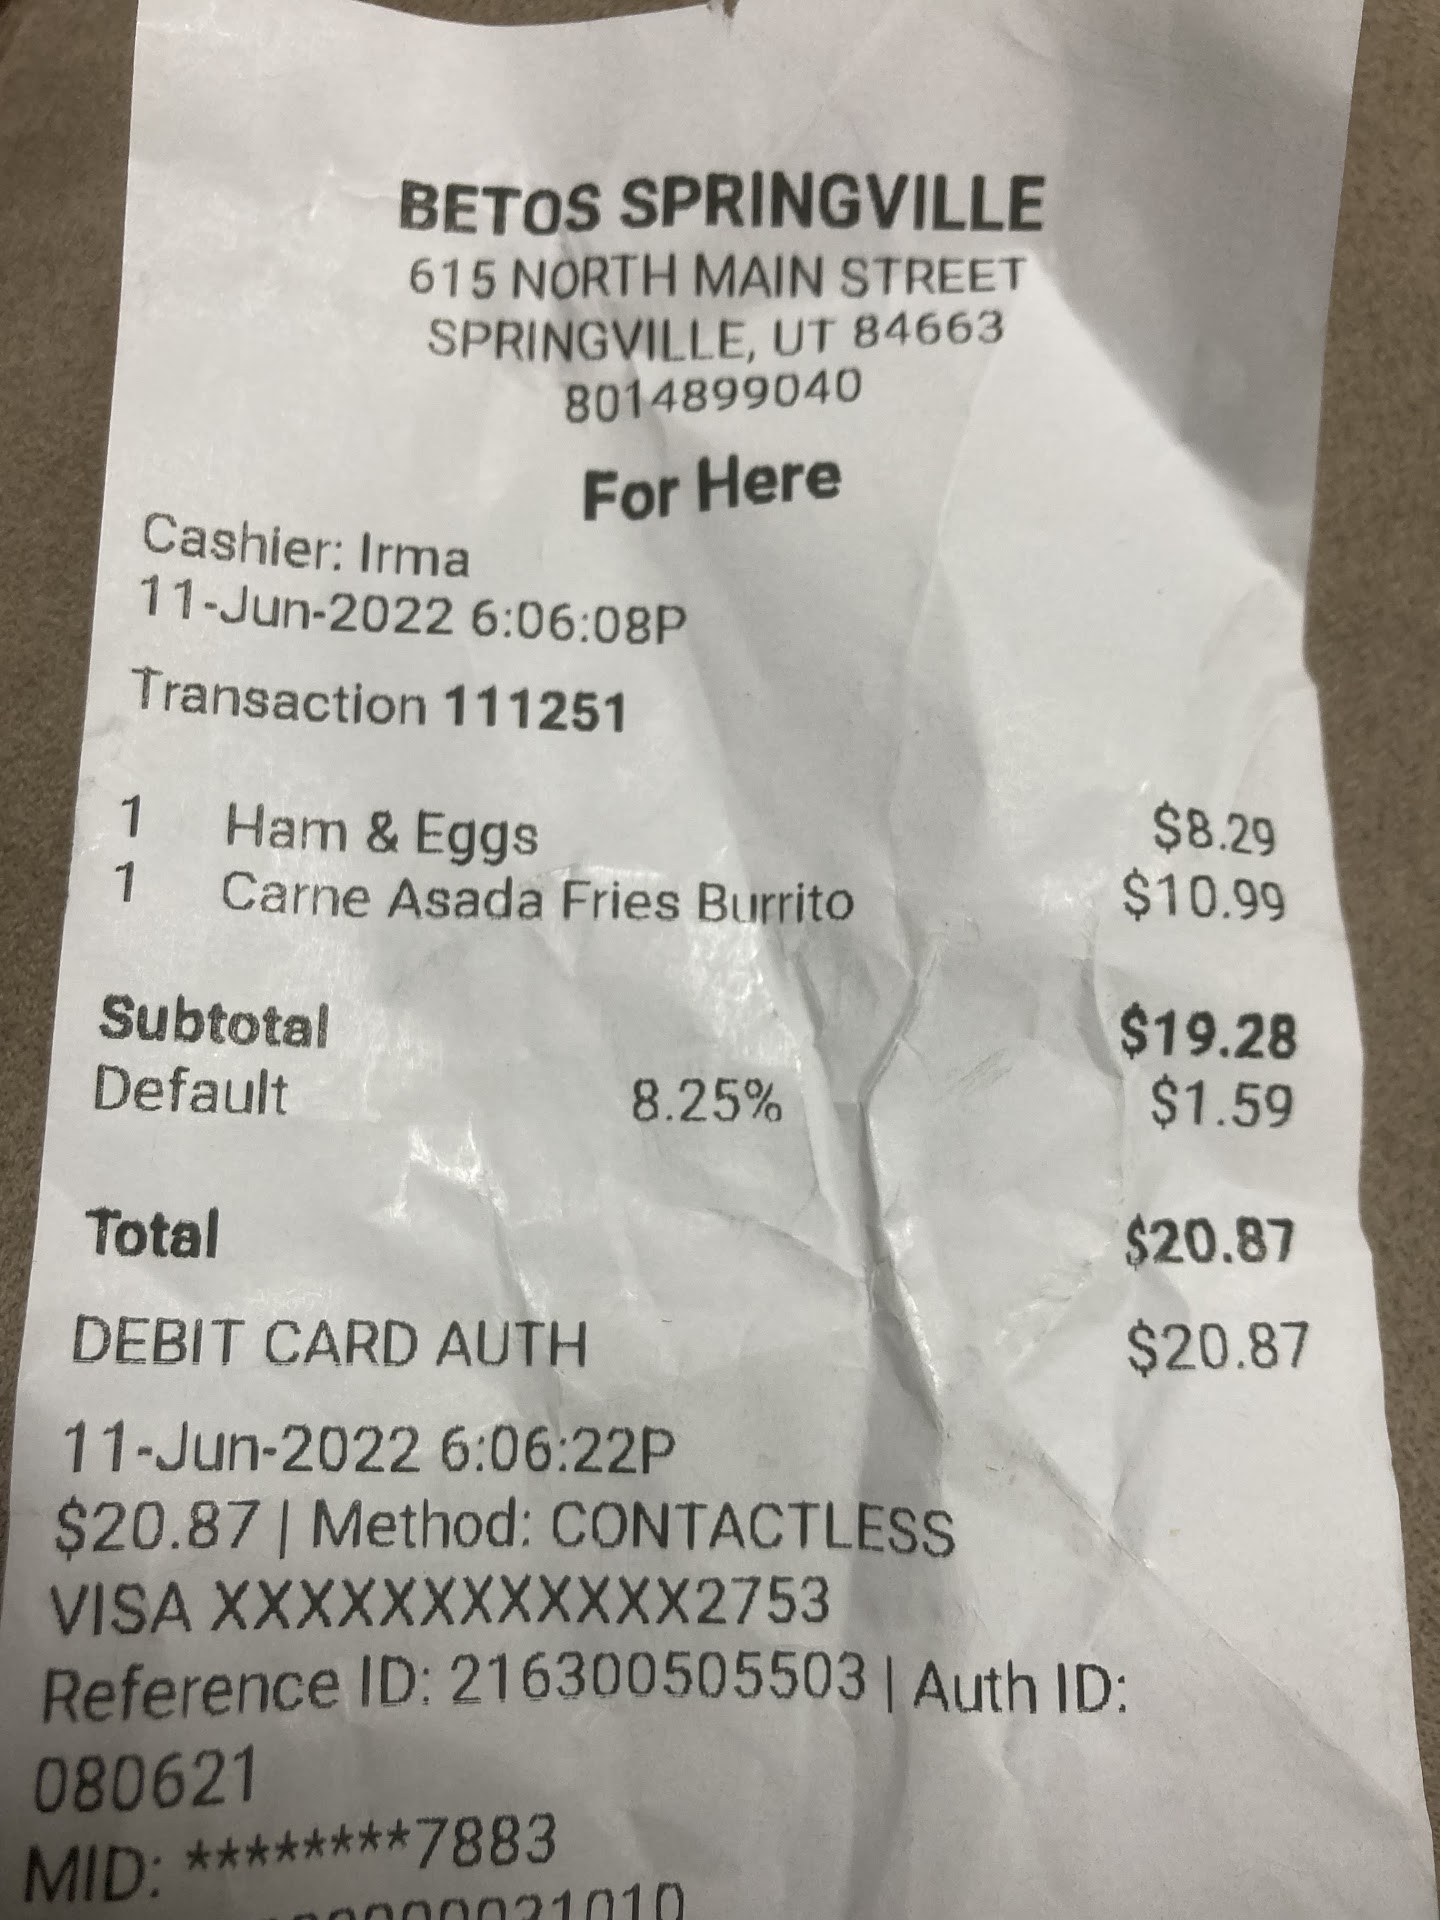 BETOS SPRINGVILLE
615 NORTH MAIN STREET
SPRINGVILLE, UT 84663
8014899040
For Here
Cashier: Irma
11-Jun-2022 6:06:08P
Transaction 111251
1 Ham & Eggs $8.29
1 Carne Asada Fries Burrito $10.99
Subtotal $19.28
Default 8.25% $1.59
Total $20.87
DEBIT CARD AUTH $20.87
11-Jun-2022 6:06:22P
$20.87 | Method: CONTACTLESS
VISA XXXXXXXXXXXX2753
Reference ID: 216300505503 | Auth ID:
080621
MID: ********7883